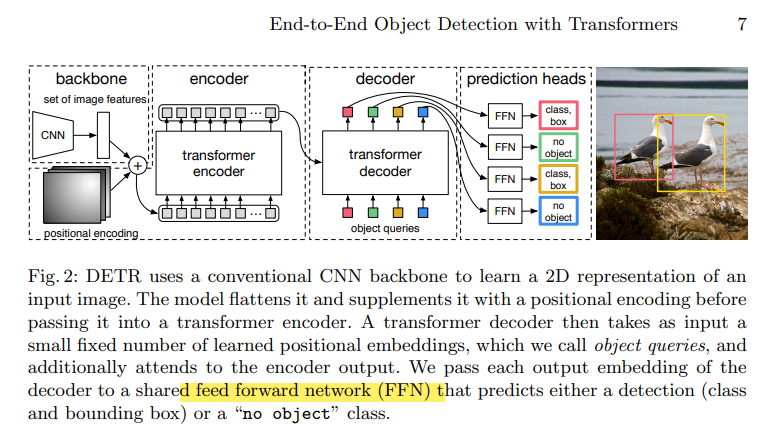 End-to-End Object Detection with Transformers 7
backbone
set of image features
CNN
+
positional encoding
encoder
...
transformer
encoder
...
decoder
transformer
decoder
object queries
prediction heads
FFN
class,
box
FFN
no
object
FFN
class,
box
FFN
no
object
Fig. 2: DETR uses a conventional CNN backbone to learn a 2D representation of an
input image. The model flattens it and supplements it with a positional encoding before
passing it into a transformer encoder. A transformer decoder then takes as input a
small fixed number of learned positional embeddings, which we call object queries, and
additionally attends to the encoder output. We pass each output embedding of the
decoder to a shared feed forward network (FFN) that predicts either a detection (class
and bounding box) or a “no object” class.